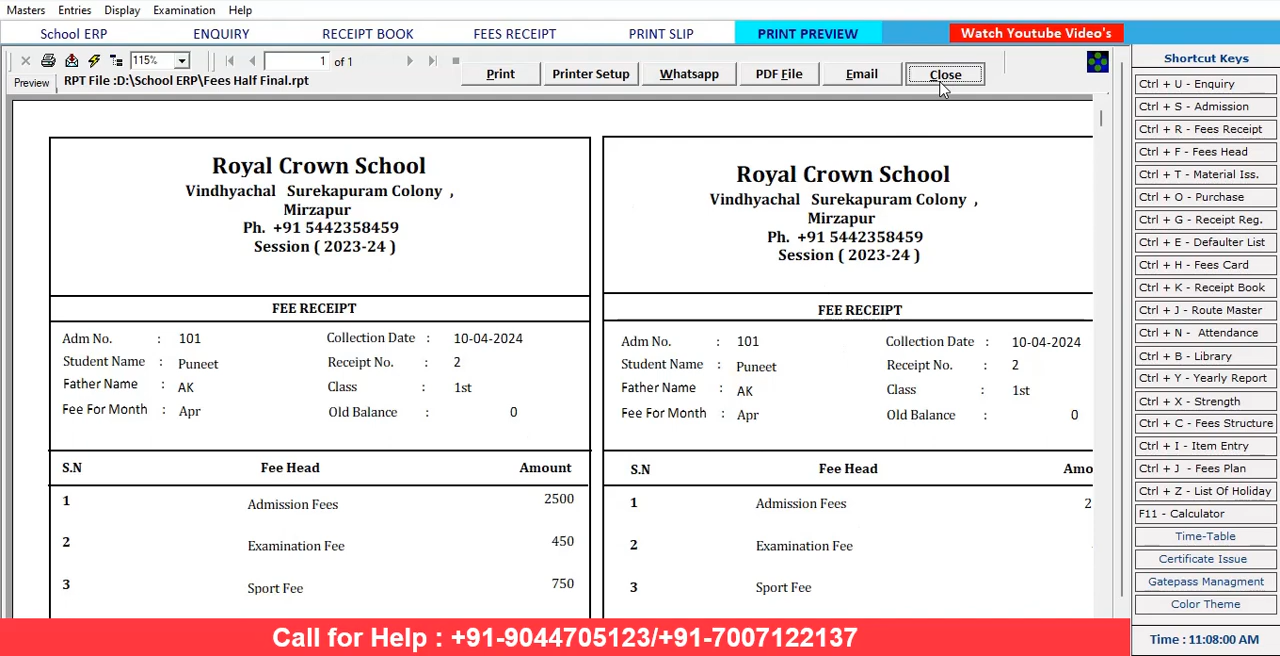 Masters Entries Display Examination Help
School ERP ENQUIRY RECEIPT BOOK FEES RECEIPT PRINT SLIP PRINT PREVIEW Watch Youtube Video's
115% 1 of 1
Print Printer Setup Whatsapp PDF File Email Close
Preview RPT File :D:\School ERP\Fees Half Final.rpt
Royal Crown School
Vindhyachal Surekapuram Colony ,
Mirzapur
Ph. +91 5442358459
Session ( 2023-24 )
FEE RECEIPT
Adm No. : 101 Collection Date : 10-04-2024
Student Name : Puneet Receipt No. : 2
Father Name : AK Class : 1st
Fee For Month : Apr Old Balance : 0
S.N Fee Head Amount
1 Admission Fees 2500
2 Examination Fee 450
3 Sport Fee 750
Royal Crown School
Vindhyachal Surekapuram Colony ,
Mirzapur
Ph. +91 5442358459
Session ( 2023-24 )
FEE RECEIPT
Adm No. : 101 Collection Date : 10-04-2024
Student Name : Puneet Receipt No. : 2
Father Name : AK Class : 1st
Fee For Month : Apr Old Balance : 0
S.N Fee Head Amo
1 Admission Fees 2
2 Examination Fee
3 Sport Fee
Shortcut Keys
Ctrl + U - Enquiry
Ctrl + S - Admission
Ctrl + R - Fees Receipt
Ctrl + F - Fees Head
Ctrl + T - Material Iss.
Ctrl + O - Purchase
Ctrl + G - Receipt Reg.
Ctrl + E - Defaulter List
Ctrl + H - Fees Card
Ctrl + K - Receipt Book
Ctrl + J - Route Master
Ctrl + N - Attendance
Ctrl + B - Library
Ctrl + Y - Yearly Report
Ctrl + X - Strength
Ctrl + C - Fees Structure
Ctrl + I - Item Entry
Ctrl + J - Fees Plan
Ctrl + Z - List Of Holiday
F11 - Calculator
Time-Table
Certificate Issue
Gatepass Managment
Color Theme
Time : 11:08:00 AM
Call for Help : +91-9044705123/+91-7007122137